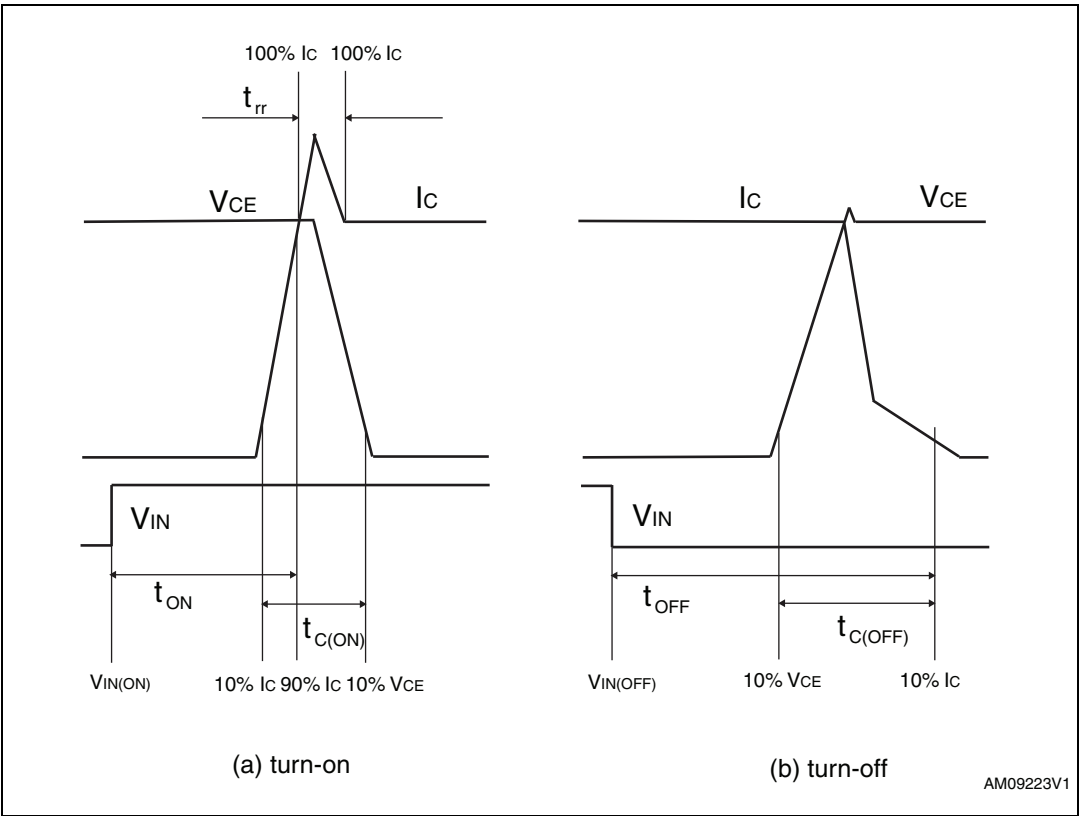 100% IC 100% IC
trr
VCE IC
VIN
tON
tC(ON)
VIN(ON) 10% IC 90% IC 10% VCE
(a) turn-on
IC VCE
VIN
tOFF
tC(OFF)
VIN(OFF) 10% VCE 10% IC
(b) turn-off
AM09223V1